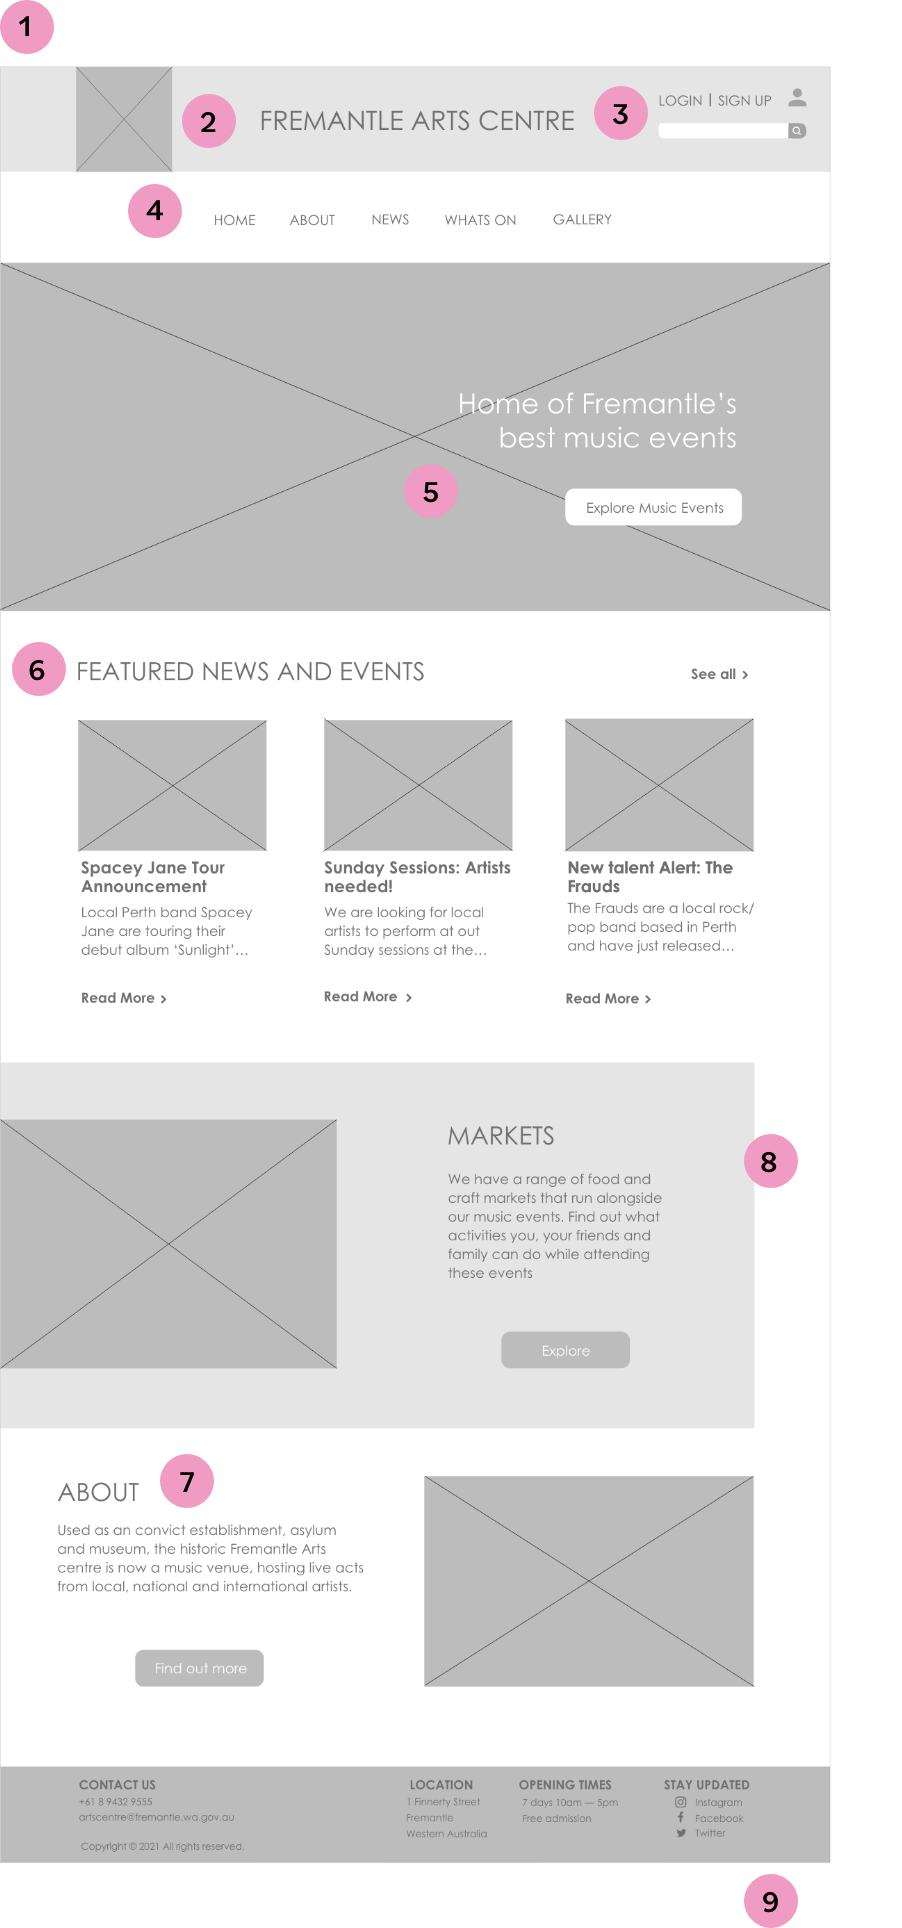 1
2
FREMANTLE ARTS CENTRE
3
LOGIN | SIGN UP
4
HOME ABOUT NEWS WHATS ON GALLERY
Home of Fremantle’s
best music events
5
Explore Music Events
6
FEATURED NEWS AND EVENTS
See all >
Spacey Jane Tour
Announcement
Local Perth band Spacey
Jane are touring their
debut album ‘Sunlight’...
Read More >
Sunday Sessions: Artists
needed!
We are looking for local
artists to perform at out
Sunday sessions at the...
Read More >
New talent Alert: The
Frauds
The Frauds are a local rock/
pop band based in Perth
and have just released...
Read More >
MARKETS
8
We have a range of food and
craft markets that run alongside
our music events. Find out what
activities you, your friends and
family can do while attending
these events
Explore
ABOUT
7
Used as an convict establishment, asylum
and museum, the historic Fremantle Arts
centre is now a music venue, hosting live acts
from local, national and international artists.
Find out more
CONTACT US
+61 8 9432 9555
artscentre@fremantle.wa.gov.au
Copyright © 2021 All rights reserved.
LOCATION
1 Finnerty Street
Fremantle
Western Australia
OPENING TIMES
7 days 10am — 5pm
Free admission
STAY UPDATED
Instagram
Facebook
Twitter
9